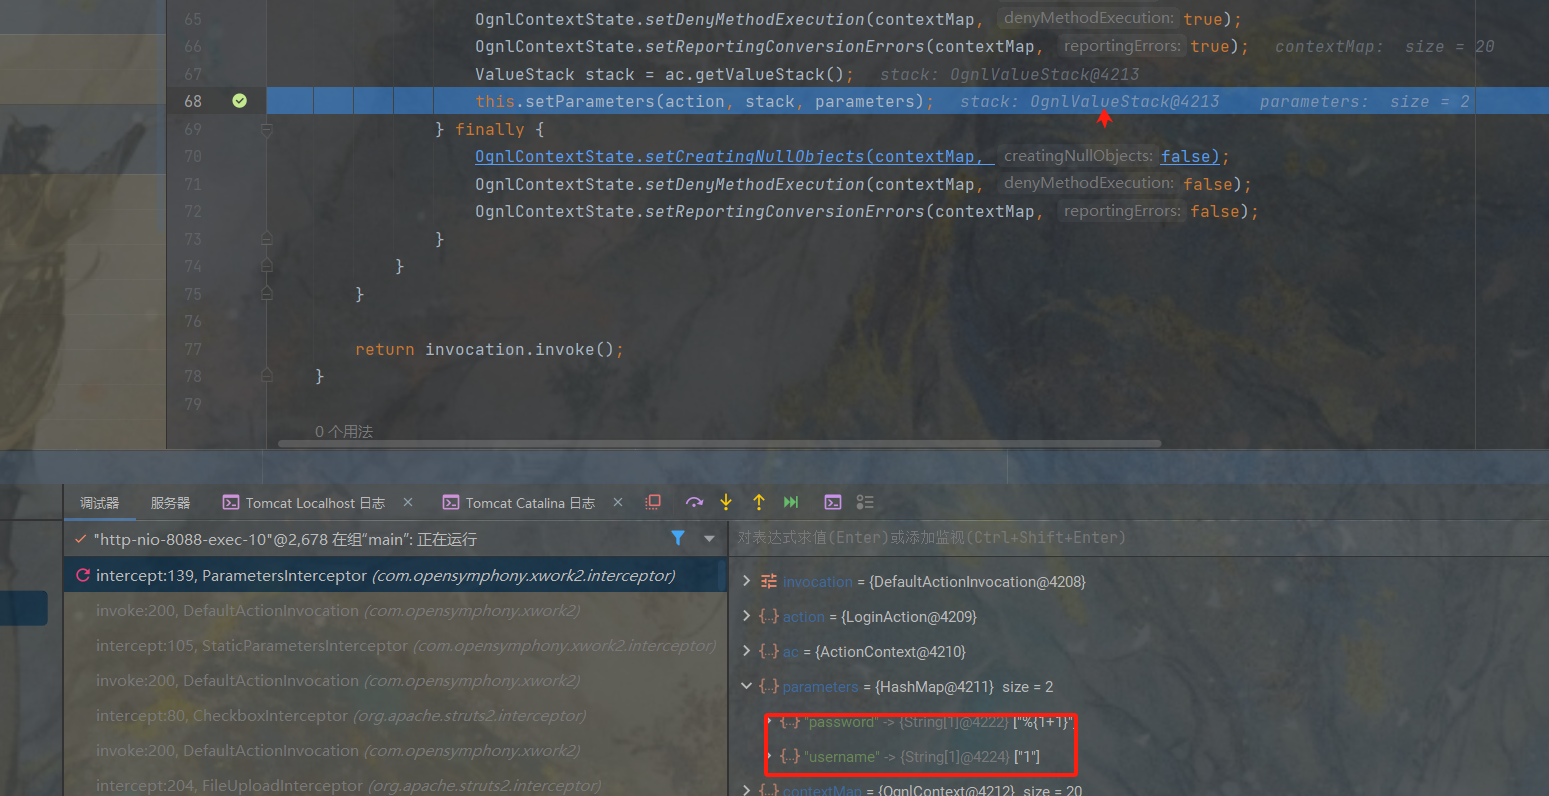 65 OgnlContextState.setDenyMethodExecution(contextMap, denyMethodExecution: true);
66 OgnlContextState.setReportingConversionErrors(contextMap, reportingErrors: true); contextMap: size = 20
67 ValueStack stack = ac.getValueStack(); stack: OgnlValueStack@4213
68 this.setParameters(action, stack, parameters); stack: OgnlValueStack@4213 parameters: size = 2
69 } finally {
70 OgnlContextState.setCreatingNullObjects(contextMap, creatingNullObjects: false);
71 OgnlContextState.setDenyMethodExecution(contextMap, denyMethodExecution: false);
72 OgnlContextState.setReportingConversionErrors(contextMap, reportingErrors: false);
73 }
74 }
75 }
76
77 return invocation.invoke();
78 }
79
0 个用法
调试器 服务器 Tomcat Localhost 日志 × Tomcat Catalina 日志 ×
"http-nio-8088-exec-10"@2,678 在组“main”: 正在运行
intercept:139, ParametersInterceptor (com.opensymphony.xwork2.interceptor)
invoke:200, DefaultActionInvocation (com.opensymphony.xwork2)
intercept:105, StaticParametersInterceptor (com.opensymphony.xwork2.interceptor)
invoke:200, DefaultActionInvocation (com.opensymphony.xwork2)
intercept:80, CheckboxInterceptor (org.apache.struts2.interceptor)
invoke:200, DefaultActionInvocation (com.opensymphony.xwork2)
intercept:204, FileUploadInterceptor (org.apache.struts2.interceptor)
对表达式求值(Enter)或添加监视(Ctrl+Shift+Enter)
invocation = {DefaultActionInvocation@4208}
action = {LoginAction@4209}
ac = {ActionContext@4210}
parameters = {HashMap@4211} size = 2
"password" -> {String[1]@4222} ["%{1+1}"]
"username" -> {String[1]@4224} ["1"]
contextMap = {OgnlContext@4212} size = 20